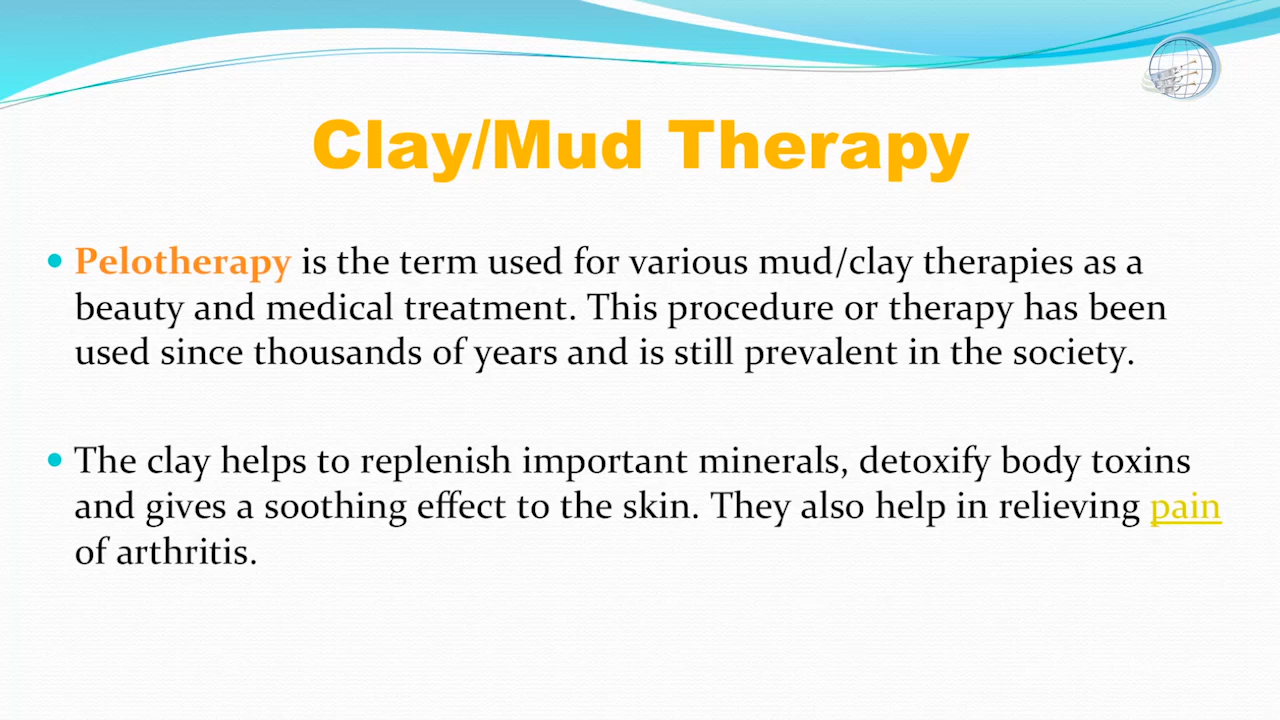 Clay/Mud Therapy
• Pelotherapy is the term used for various mud/clay therapies as a
beauty and medical treatment. This procedure or therapy has been
used since thousands of years and is still prevalent in the society.
• The clay helps to replenish important minerals, detoxify body toxins
and gives a soothing effect to the skin. They also help in relieving pain
of arthritis.